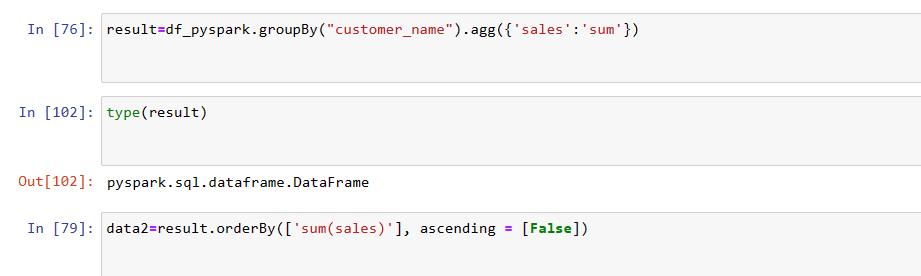 In [76]: result=df_pyspark.groupBy("customer_name").agg({'sales':'sum'})
In [102]: type(result)
Out[102]: pyspark.sql.dataframe.DataFrame
In [79]: data2=result.orderBy(['sum(sales)'], ascending = [False])